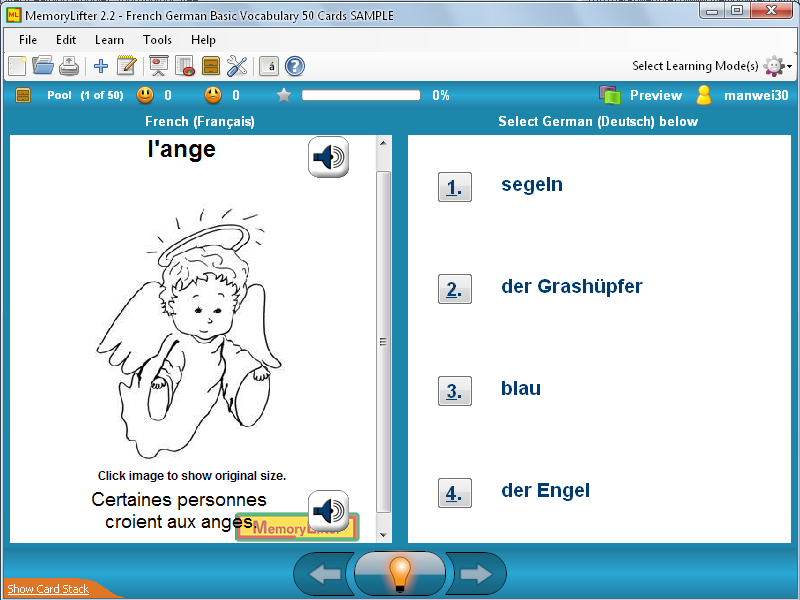 MemoryLifter 2.2 - French German Basic Vocabulary 50 Cards SAMPLE
File Edit Learn Tools Help
á
Select Learning Mode(s)
Pool (1 of 50) 0 0 0% Preview manwei30
French (Français)
l'ange
Click image to show original size.
Certaines personnes
croient aux anges.
MemoryLifter
Select German (Deutsch) below
1. segeln
2. der Grashüpfer
3. blau
4. der Engel
Show Card Stack